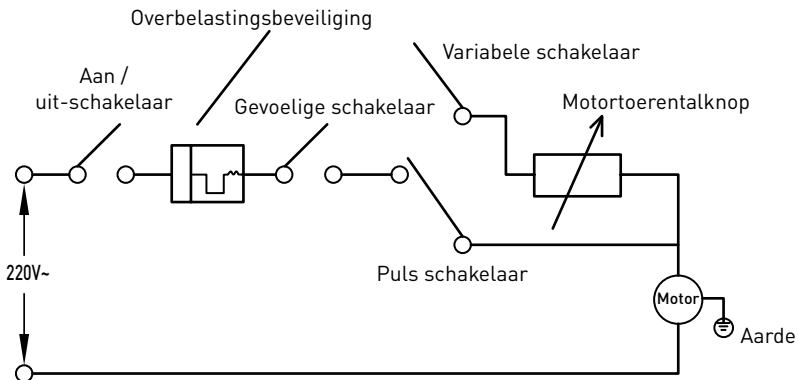 Overbelastingsbeveiliging
Variabele schakelaar
Aan /
uit-schakelaar
Gevoelige schakelaar
Motortoerentalknop
220V~
Puls schakelaar
Motor
Aarde